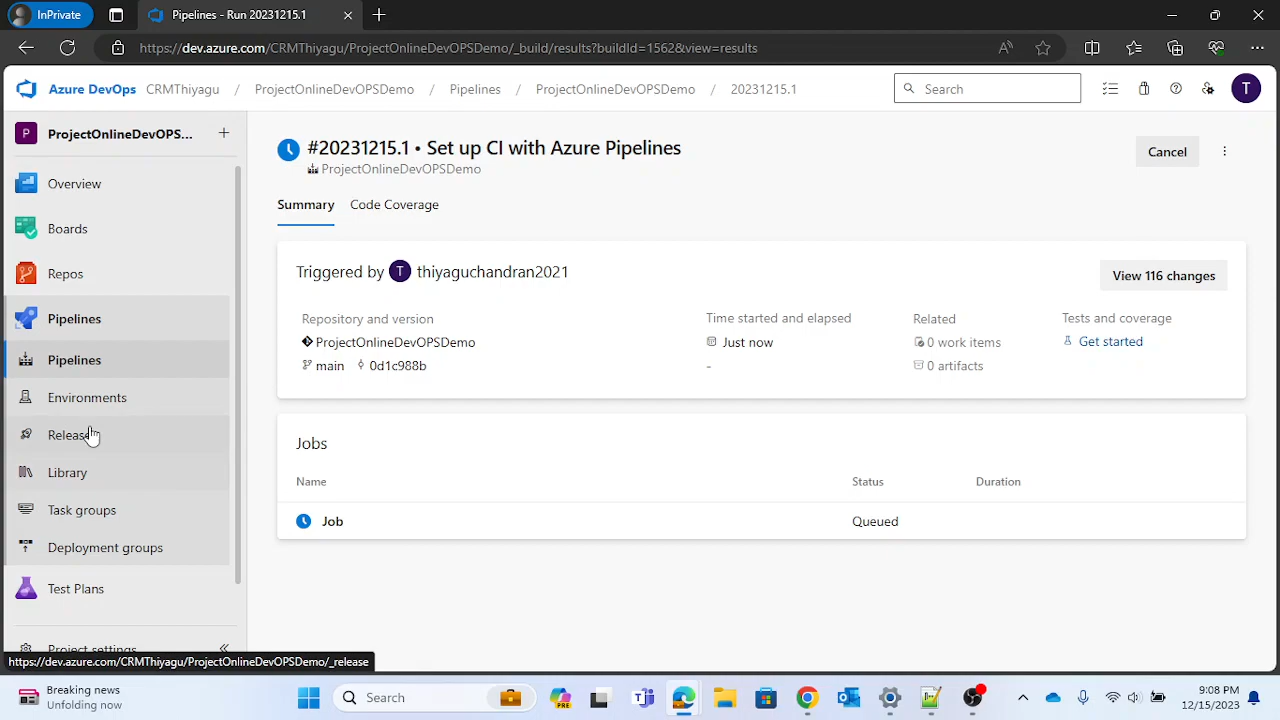 InPrivate
Pipelines - Run 20231215.1
https://dev.azure.com/CRMThiyagu/ProjectOnlineDevOPSDemo/_build/results?buildId=1562&view=results
Azure DevOps CRMThiyagu / ProjectOnlineDevOPSDemo / Pipelines / ProjectOnlineDevOPSDemo / 20231215.1
Search
T
P ProjectOnlineDevOPS... +
Overview
Boards
Repos
Pipelines
Pipelines
Environments
Releases
Library
Task groups
Deployment groups
Test Plans
Project settings
https://dev.azure.com/CRMThiyagu/ProjectOnlineDevOPSDemo/_release
#20231215.1 • Set up CI with Azure Pipelines
ProjectOnlineDevOPSDemo
Cancel
Summary Code Coverage
Triggered by T thiyaguchandran2021
View 116 changes
Repository and version
ProjectOnlineDevOPSDemo
main 0d1c988b
Time started and elapsed
Just now
-
Related
0 work items
0 artifacts
Tests and coverage
Get started
Jobs
Name Status Duration
Job Queued
Breaking news
Unfolding now
Search
PRE
9:08 PM
12/15/2023